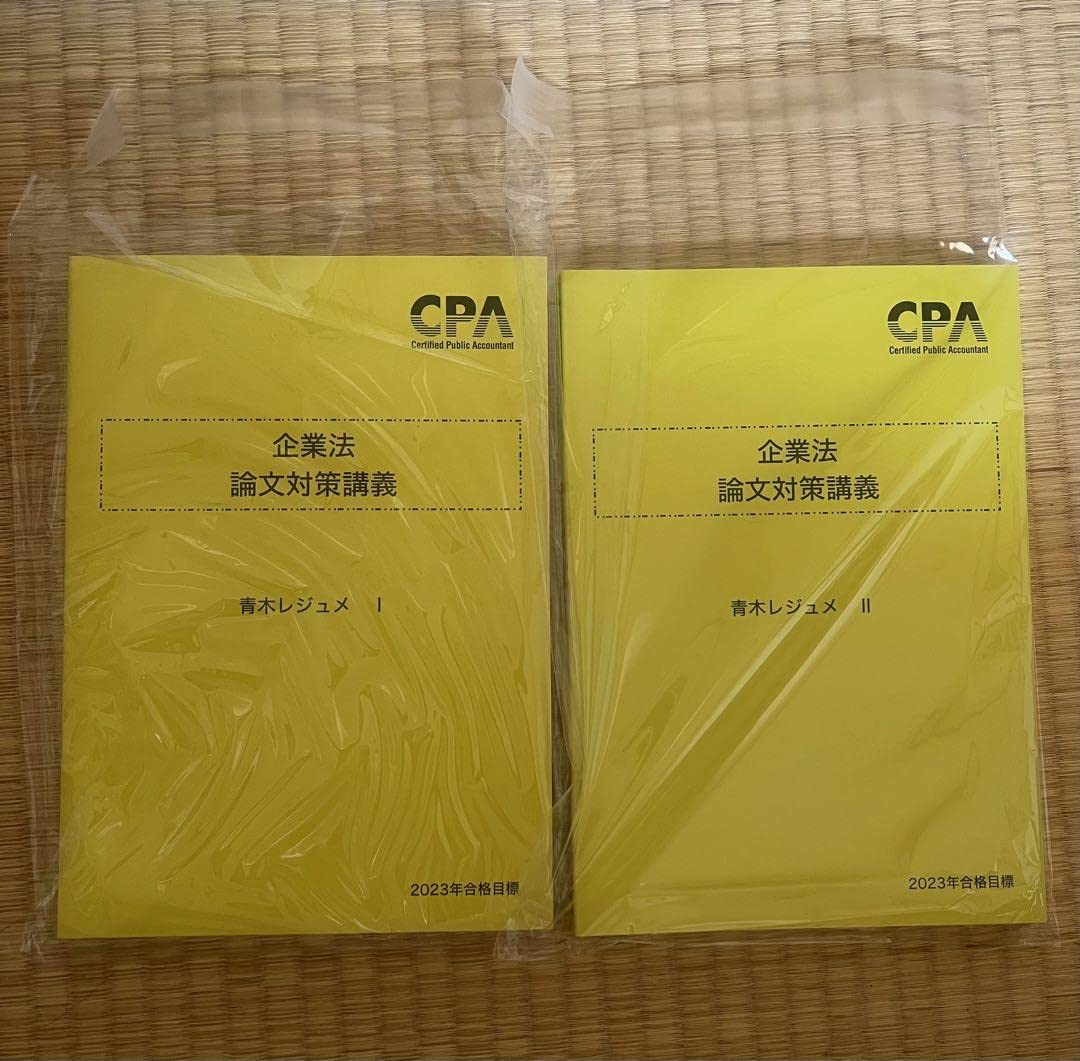 CPA
Certified Public Accountant
企業法
論文対策講義
青木レジュメ Ⅰ
2023年合格目標
CPA
Certified Public Accountant
企業法
論文対策講義
青木レジュメ Ⅱ
2023年合格目標